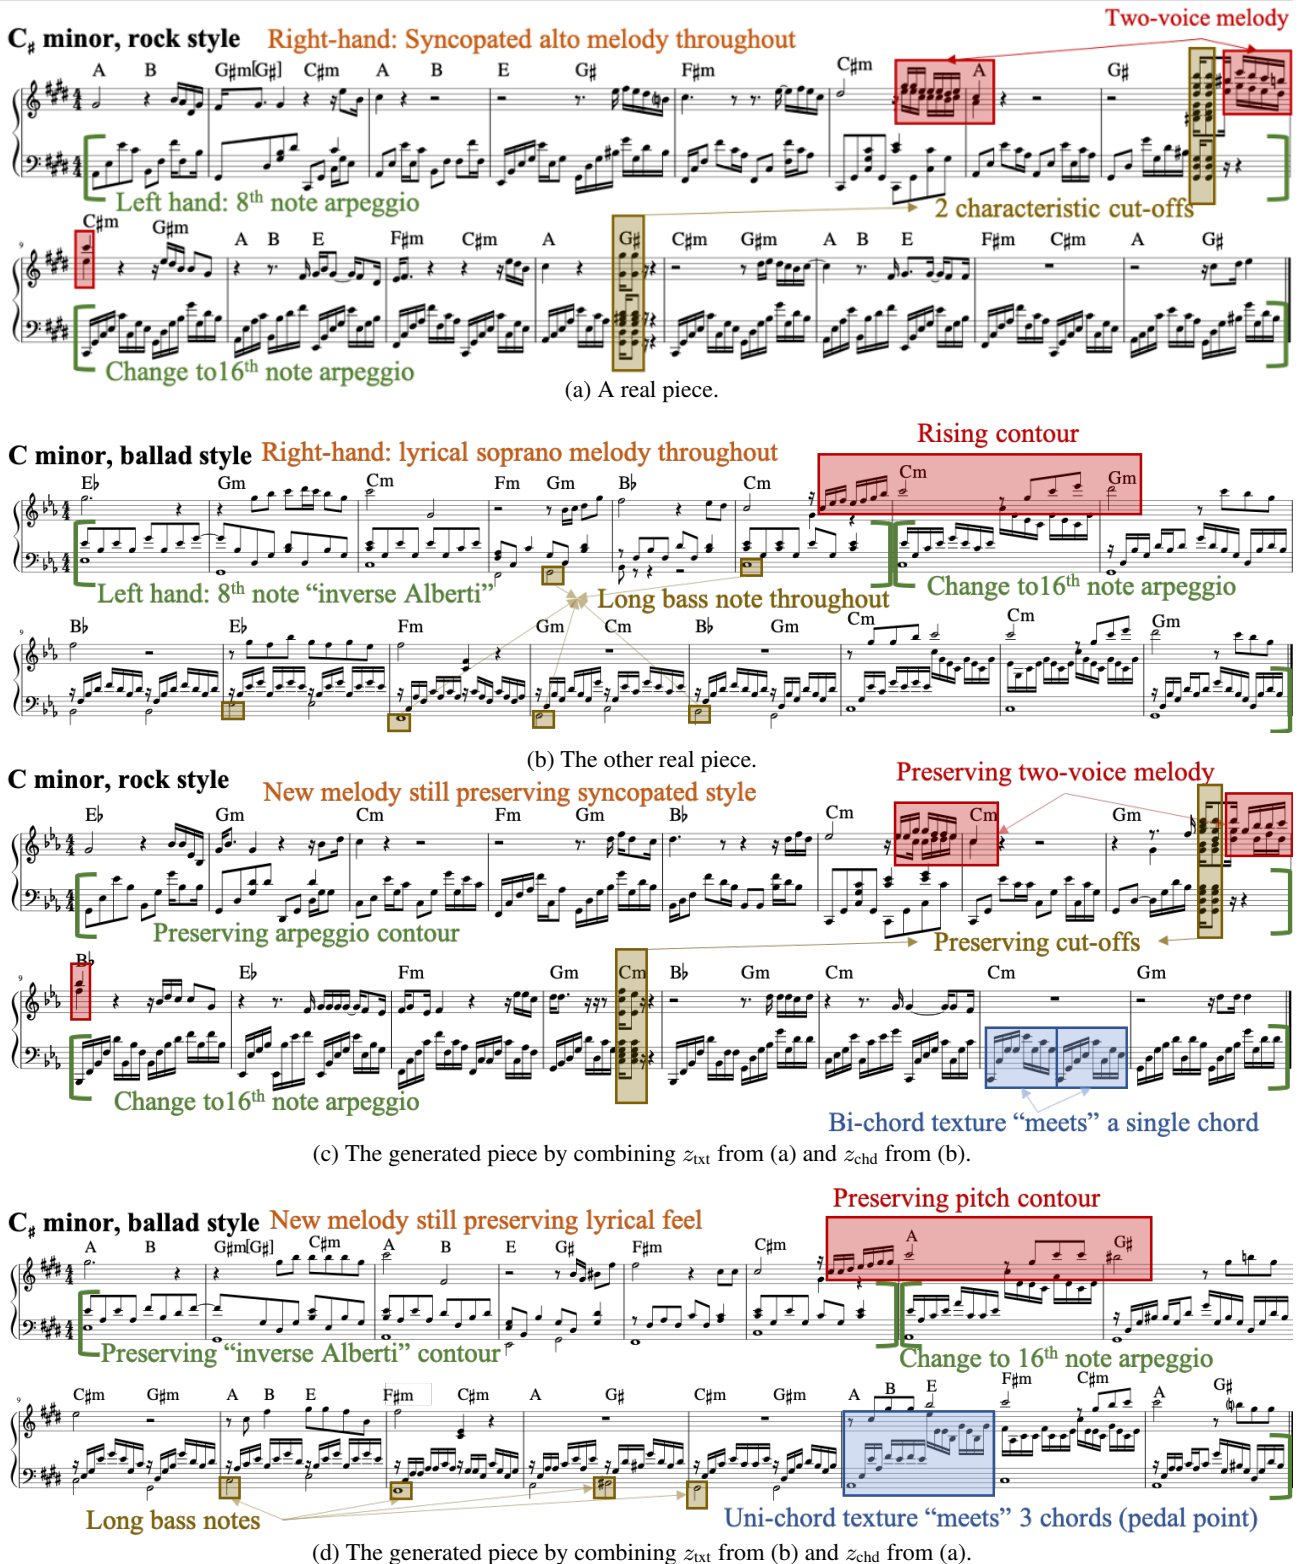 Two-voice melody
C♯ minor, rock style Right-hand: Syncopated alto melody throughout
A B G♯m[G♯] C♯m A B E G♯ F♯m C♯m A G♯
Left hand: 8th note arpeggio
2 characteristic cut-offs
9 C♯m G♯m A B E F♯m C♯m A G♯ C♯m G♯m A B E F♯m C♯m A G♯
Change to16th note arpeggio
(a) A real piece.
Rising contour
C minor, ballad style Right-hand: lyrical soprano melody throughout
E♭ Gm Cm Fm Gm B♭ Cm Cm Gm
Left hand: 8th note “inverse Alberti”
Long bass note throughout
Change to16th note arpeggio
9 B♭ E♭ Fm Gm Cm B♭ Gm Cm Cm Gm
(b) The other real piece.
C minor, rock style
New melody still preserving syncopated style
Preserving two-voice melody
E♭ Gm Cm Fm Gm B♭ Cm Cm Gm
Preserving arpeggio contour
Preserving cut-offs
9 B♭ E♭ Fm Gm Cm B♭ Gm Cm Cm Gm
Change to16th note arpeggio
Bi-chord texture “meets” a single chord
(c) The generated piece by combining ztxt from (a) and zchd from (b).
Preserving pitch contour
C♯ minor, ballad style New melody still preserving lyrical feel
A B G♯m[G♯] C♯m A B E G♯ F♯m C♯m A G♯
Preserving “inverse Alberti” contour
Change to 16th note arpeggio
9 C♯m G♯m A B E F♯m C♯m A G♯ C♯m G♯m A B E F♯m C♯m A G♯
Long bass notes
Uni-chord texture “meets” 3 chords (pedal point)
(d) The generated piece by combining ztxt from (b) and zchd from (a).